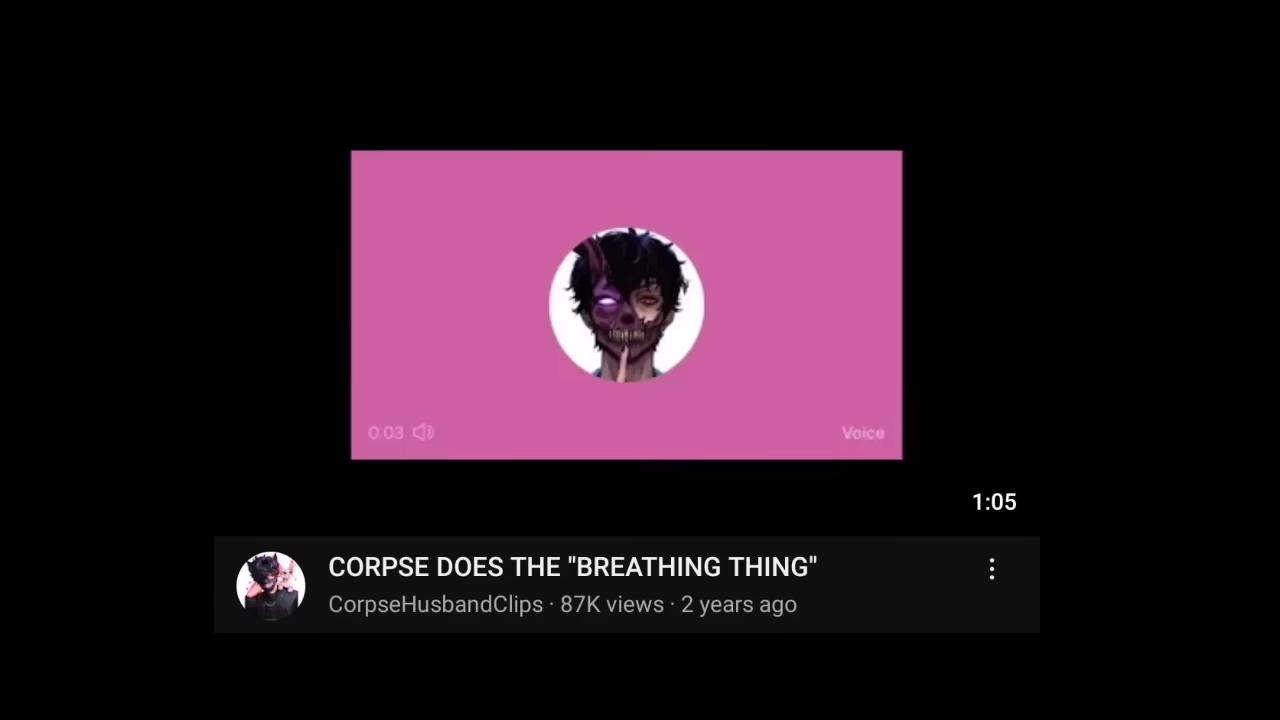 0:03
Voice
1:05
CORPSE DOES THE "BREATHING THING"
CorpseHusbandClips · 87K views · 2 years ago